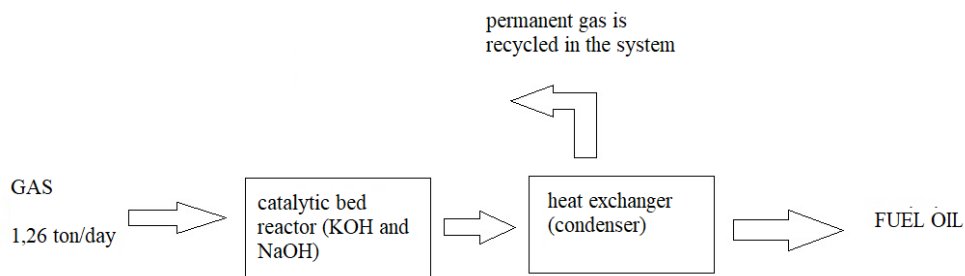 permanent gas is
recycled in the system
GAS
1,26 ton/day
catalytic bed
reactor (KOH and
NaOH)
heat exchanger
(condenser)
FUEL OIL